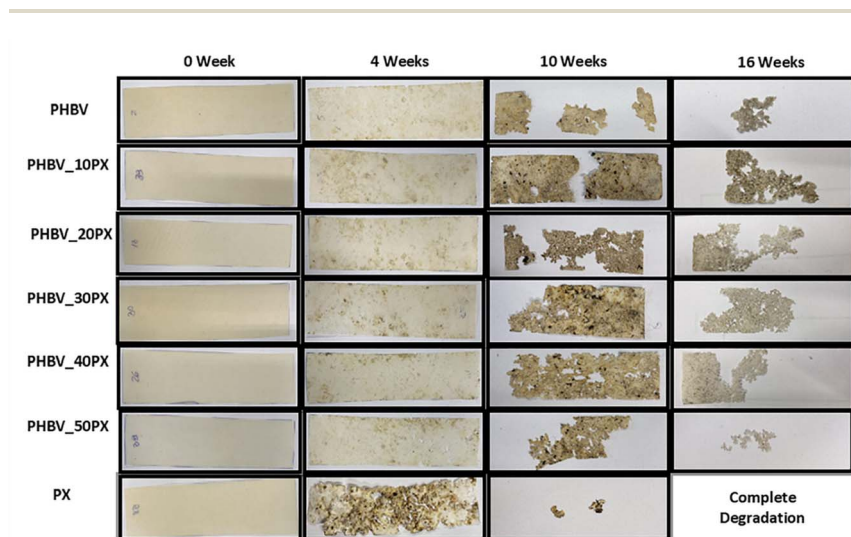 0 Week 4 Weeks 10 Weeks 16 Weeks
PHBV
PHBV_10PX
PHBV_20PX
PHBV_30PX
PHBV_40PX
PHBV_50PX
PX
Complete
Degradation